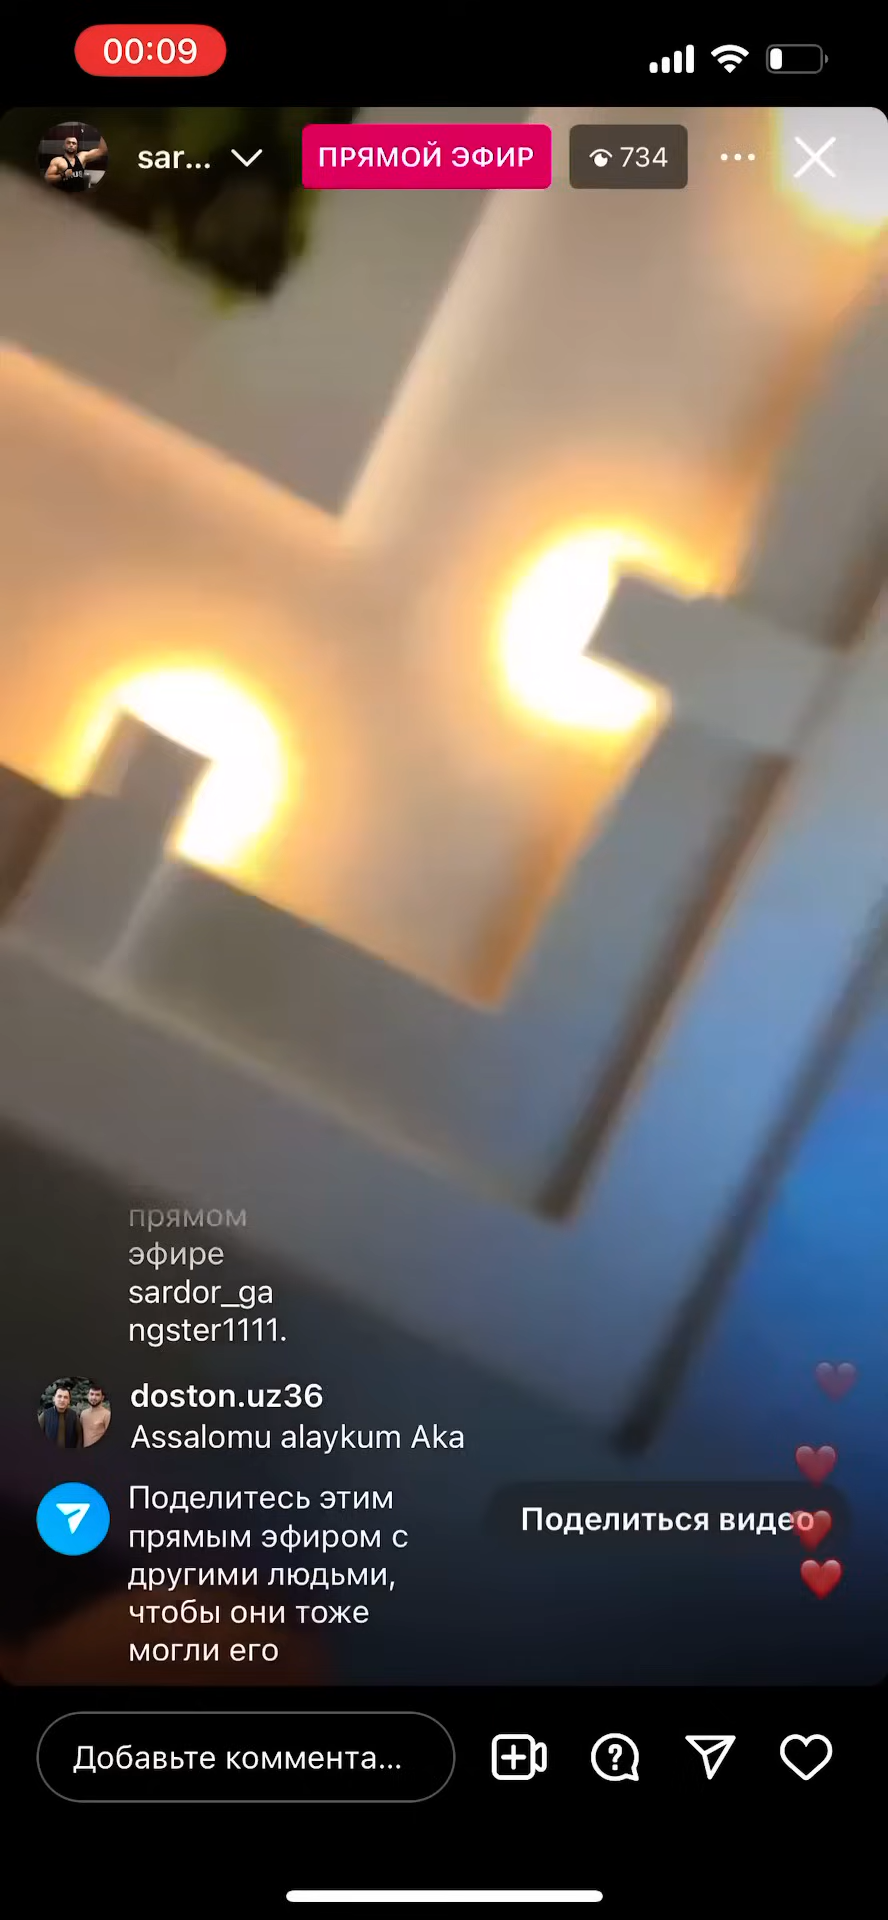 00:09
sar...
ПРЯМОЙ ЭФИР
734
прямом
эфире
sardor_ga
ngster1111.
doston.uz36
Assalomu alaykum Aka
Поделитесь этим
прямым эфиром с
другими людьми,
чтобы они тоже
могли его
Поделиться видео
Добавьте коммента...